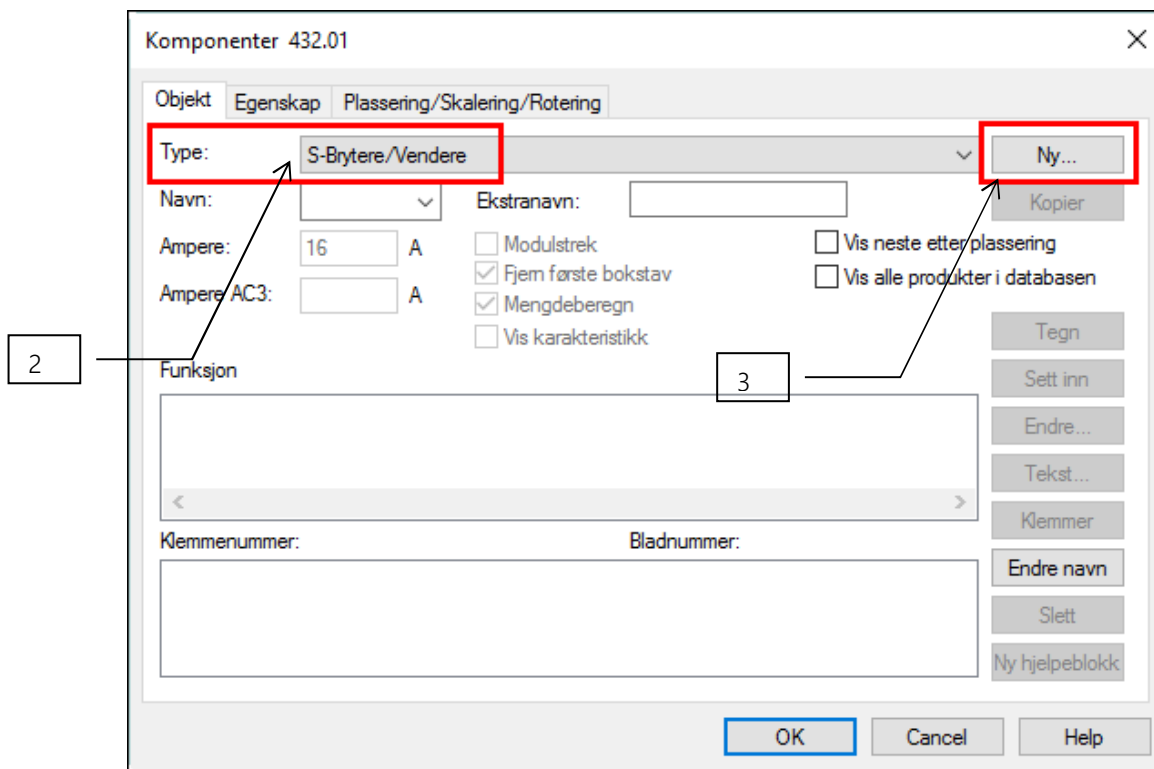 Komponenter 432.01
Objekt Egenskap Plassering/Skalering/Rotering
Type: S-Brytere/Vendere Ny...
Navn: Ekstranavn: Kopier
Ampere: 16 A Modulstrek Vis neste etter plassering
Fjern første bokstav Vis alle produkter i databasen
Ampere AC3: A Mengdeberegn
Vis karakteristikk Tegn
2
Funksjon 3 Sett inn
Endre...
Tekst...
Klemmer
Klemmenummer: Bladnummer:
Endre navn
Slett
Ny hjelpeblokk
OK Cancel Help